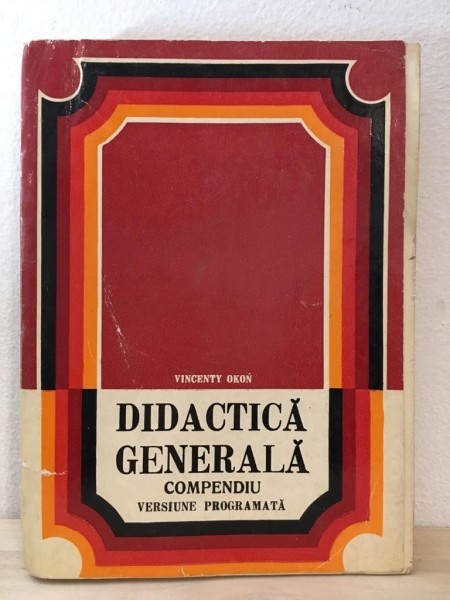 VINCENTY OKOŃ
DIDACTICĂ
GENERALĂ
COMPENDIU
VERSIUNE PROGRAMATĂ